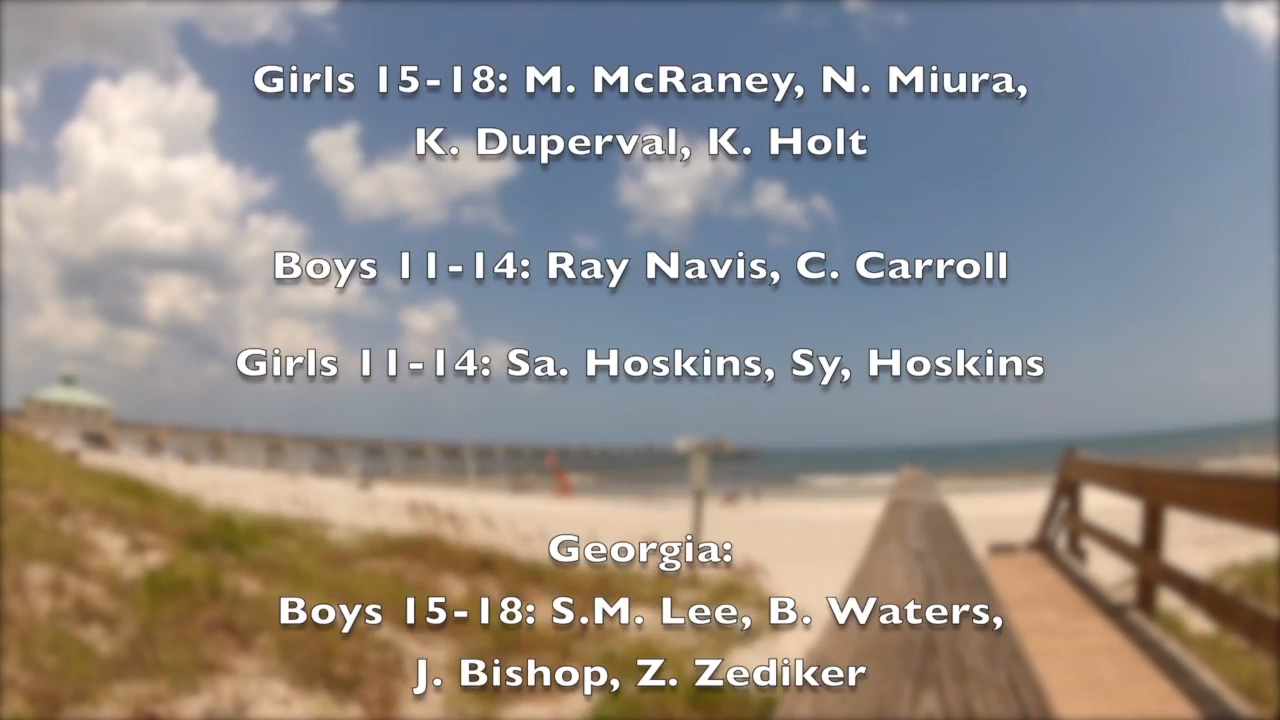 Girls 15-18: M. McRaney, N. Miura,
K. Duperval, K. Holt
Boys 11-14: Ray Navis, C. Carroll
Girls 11-14: Sa. Hoskins, Sy, Hoskins
Georgia:
Boys 15-18: S.M. Lee, B. Waters,
J. Bishop, Z. Zediker